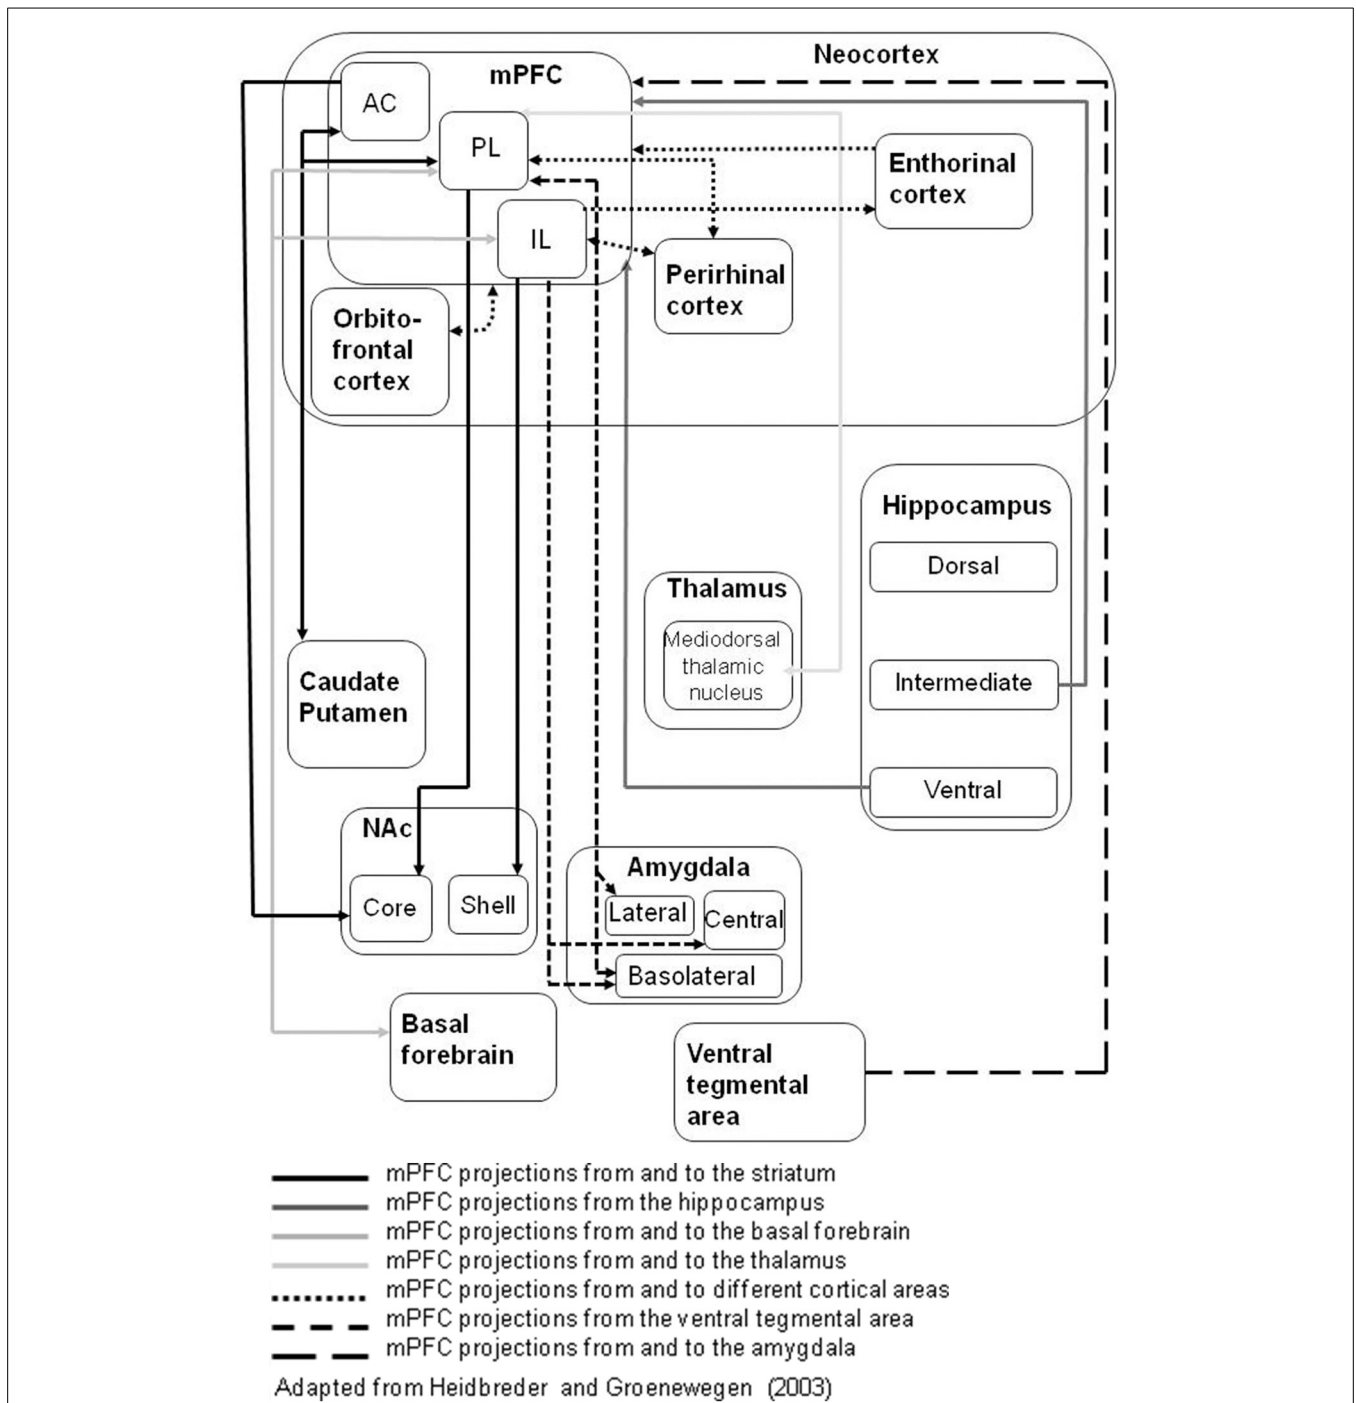 Neocortex
mPFC
AC
PL
IL
Enthorinal
cortex
Perirhinal
cortex
Orbito-
frontal
cortex
Hippocampus
Dorsal
Intermediate
Ventral
Thalamus
Mediodorsal
thalamic
nucleus
Caudate
Putamen
NAc
Core
Shell
Amygdala
Lateral
Central
Basolateral
Basal
forebrain
Ventral
tegmental
area
mPFC projections from and to the striatum
mPFC projections from the hippocampus
mPFC projections from and to the basal forebrain
mPFC projections from and to the thalamus
mPFC projections from and to different cortical areas
mPFC projections from the ventral tegmental area
mPFC projections from and to the amygdala
Adapted from Heidbreder and Groenewegen (2003)